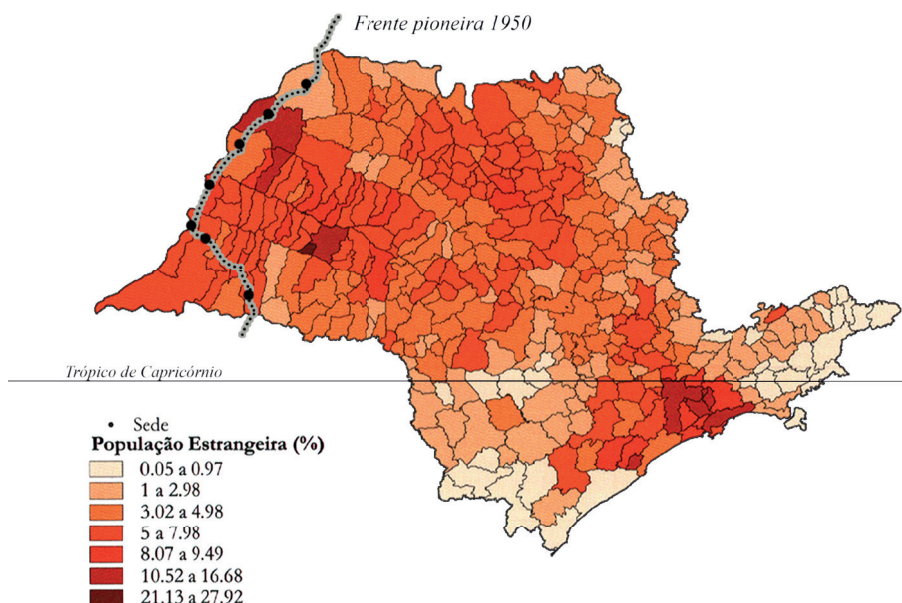 Frente pioneira 1950
Trópico de Capricórnio
Sede
População Estrangeira (%)
0.05 a 0.97
1 a 2.98
3.02 a 4.98
5 a 7.98
8.07 a 9.49
10.52 a 16.68
21.13 a 27.92